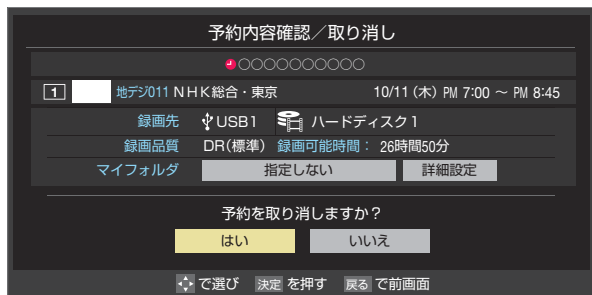 予約内容確認／取り消し
○○○○○○○○○○
1 地デジ011 ＮＨＫ総合・東京 10/11 (木) PM 7:00 ～ PM 8:45
録画先 USB1 ハードディスク1
録画品質 DR(標準) 録画可能時間： 26時間50分
マイフォルダ 指定しない 詳細設定
予約を取り消しますか？
はい いいえ
で選び 決定 を押す 戻る で前画面